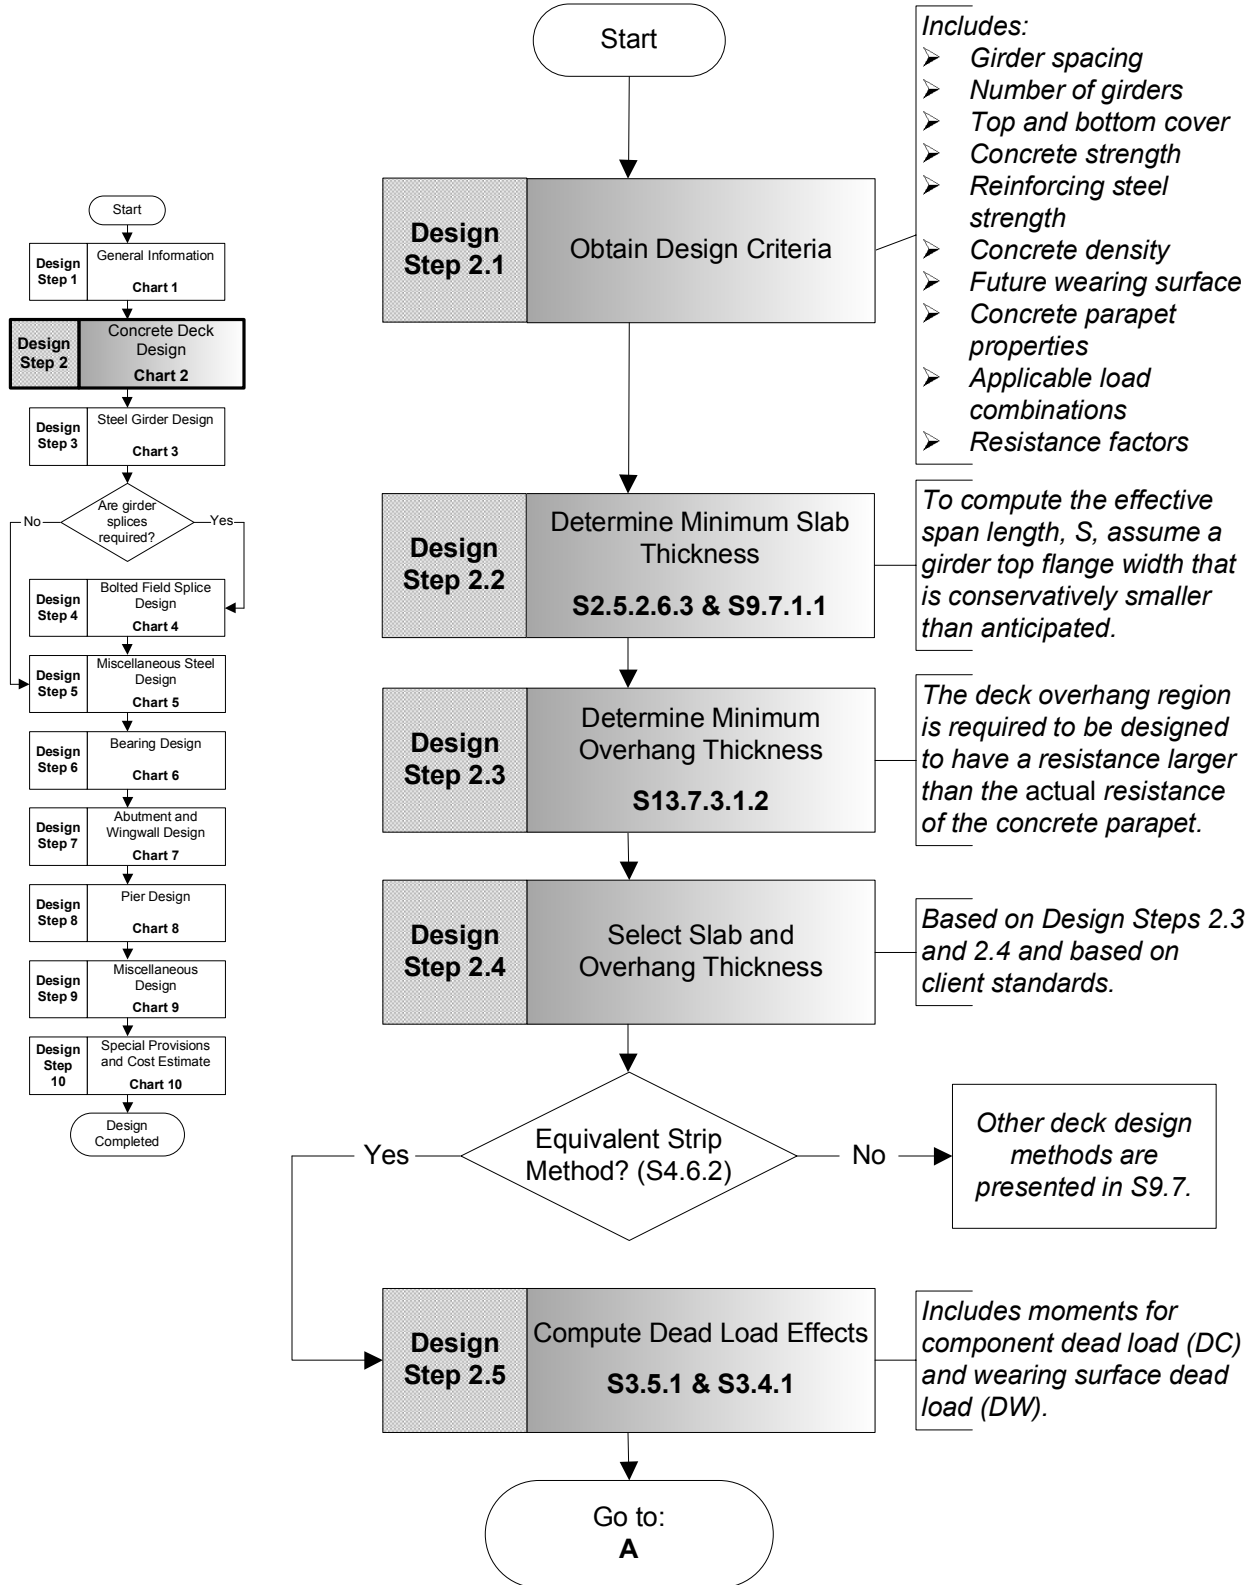 Start
Design
Step 1
General Information
Chart 1
Design
Step 2
Concrete Deck
Design
Chart 2
Design
Step 3
Steel Girder Design
Chart 3
Are girder
splices
required?
No
Yes
Design
Step 4
Bolted Field Splice
Design
Chart 4
Design
Step 5
Miscellaneous Steel
Design
Chart 5
Design
Step 6
Bearing Design
Chart 6
Design
Step 7
Abutment and
Wingwall Design
Chart 7
Design
Step 8
Pier Design
Chart 8
Design
Step 9
Miscellaneous
Design
Chart 9
Design
Step
10
Special Provisions
and Cost Estimate
Chart 10
Design
Completed
Start
Design
Step 2.1
Obtain Design Criteria
Includes:
➢ Girder spacing
➢ Number of girders
➢ Top and bottom cover
➢ Concrete strength
➢ Reinforcing steel
strength
➢ Concrete density
➢ Future wearing surface
➢ Concrete parapet
properties
➢ Applicable load
combinations
➢ Resistance factors
Design
Step 2.2
Determine Minimum Slab
Thickness
S2.5.2.6.3 & S9.7.1.1
To compute the effective
span length, S, assume a
girder top flange width that
is conservatively smaller
than anticipated.
Design
Step 2.3
Determine Minimum
Overhang Thickness
S13.7.3.1.2
The deck overhang region
is required to be designed
to have a resistance larger
than the actual resistance
of the concrete parapet.
Design
Step 2.4
Select Slab and
Overhang Thickness
Based on Design Steps 2.3
and 2.4 and based on
client standards.
Equivalent Strip
Method? (S4.6.2)
Yes
No
Other deck design
methods are
presented in S9.7.
Design
Step 2.5
Compute Dead Load Effects
S3.5.1 & S3.4.1
Includes moments for
component dead load (DC)
and wearing surface dead
load (DW).
Go to:
A